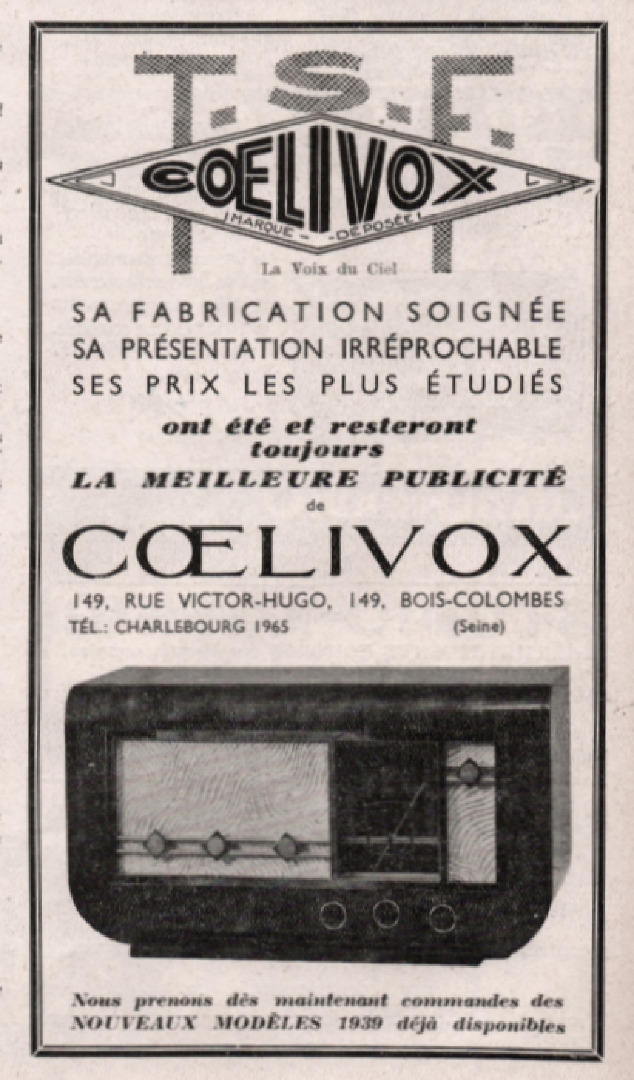 T.S.F.
CŒLIVOX
MARQUE - - DÉPOSÉE
La Voix du Ciel
SA FABRICATION SOIGNÉE
SA PRÉSENTATION IRRÉPROCHABLE
SES PRIX LES PLUS ÉTUDIÉS
ont été et resteront
toujours
LA MEILLEURE PUBLICITÉ
de
CŒLIVOX
149, RUE VICTOR-HUGO, 149, BOIS-COLOMBES
TÉL.: CHARLEBOURG 1965 (Seine)
Nous prenons dès maintenant commandes des
NOUVEAUX MODÈLES 1939 déjà disponibles